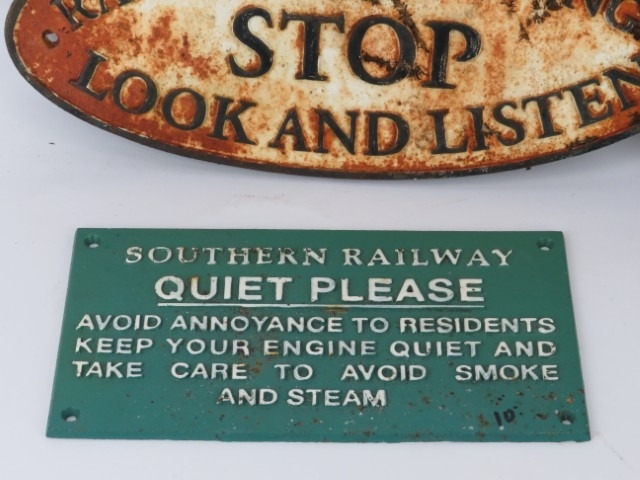 STOP
LOOK AND LISTEN
SOUTHERN RAILWAY
QUIET PLEASE
AVOID ANNOYANCE TO RESIDENTS
KEEP YOUR ENGINE QUIET AND
TAKE CARE TO AVOID SMOKE
AND STEAM
10